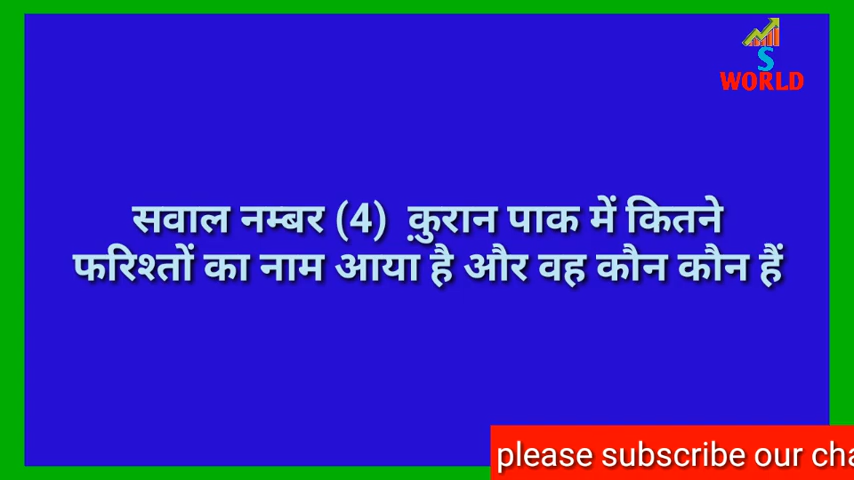 S
WORLD
सवाल नम्बर (4) क़ुरान पाक में कितने
फरिश्तों का नाम आया है और वह कौन कौन हैं
please subscribe our cha